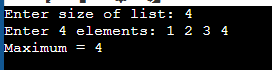 Enter size of list: 4
Enter 4 elements: 1 2 3 4
Maximum = 4